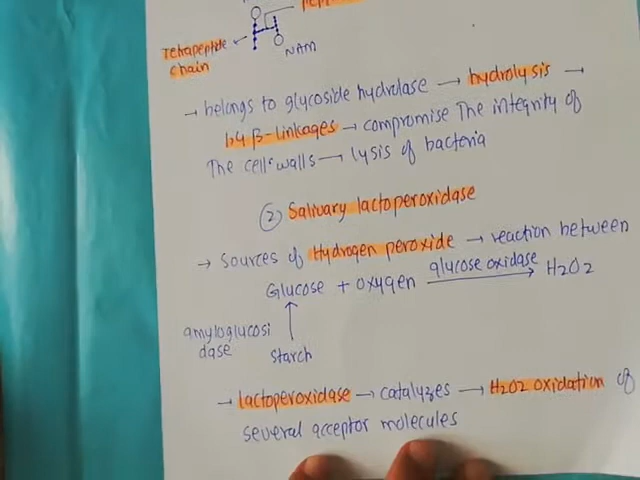 Tetrapeptide
chain
NAM
→ belongs to glycoside hydrolase → hydrolysis →
1,4 β-linkages → compromise The integrity of
The cell walls → lysis of bacteria
② Salivary lactoperoxidase
→ sources of Hydrogen peroxide → reaction between
Glucose + oxygen glucose oxidase → H2O2
amyloglucosi
dase
starch
→ lactoperoxidase → catalyzes → H2O2 oxidation of
several acceptor molecules